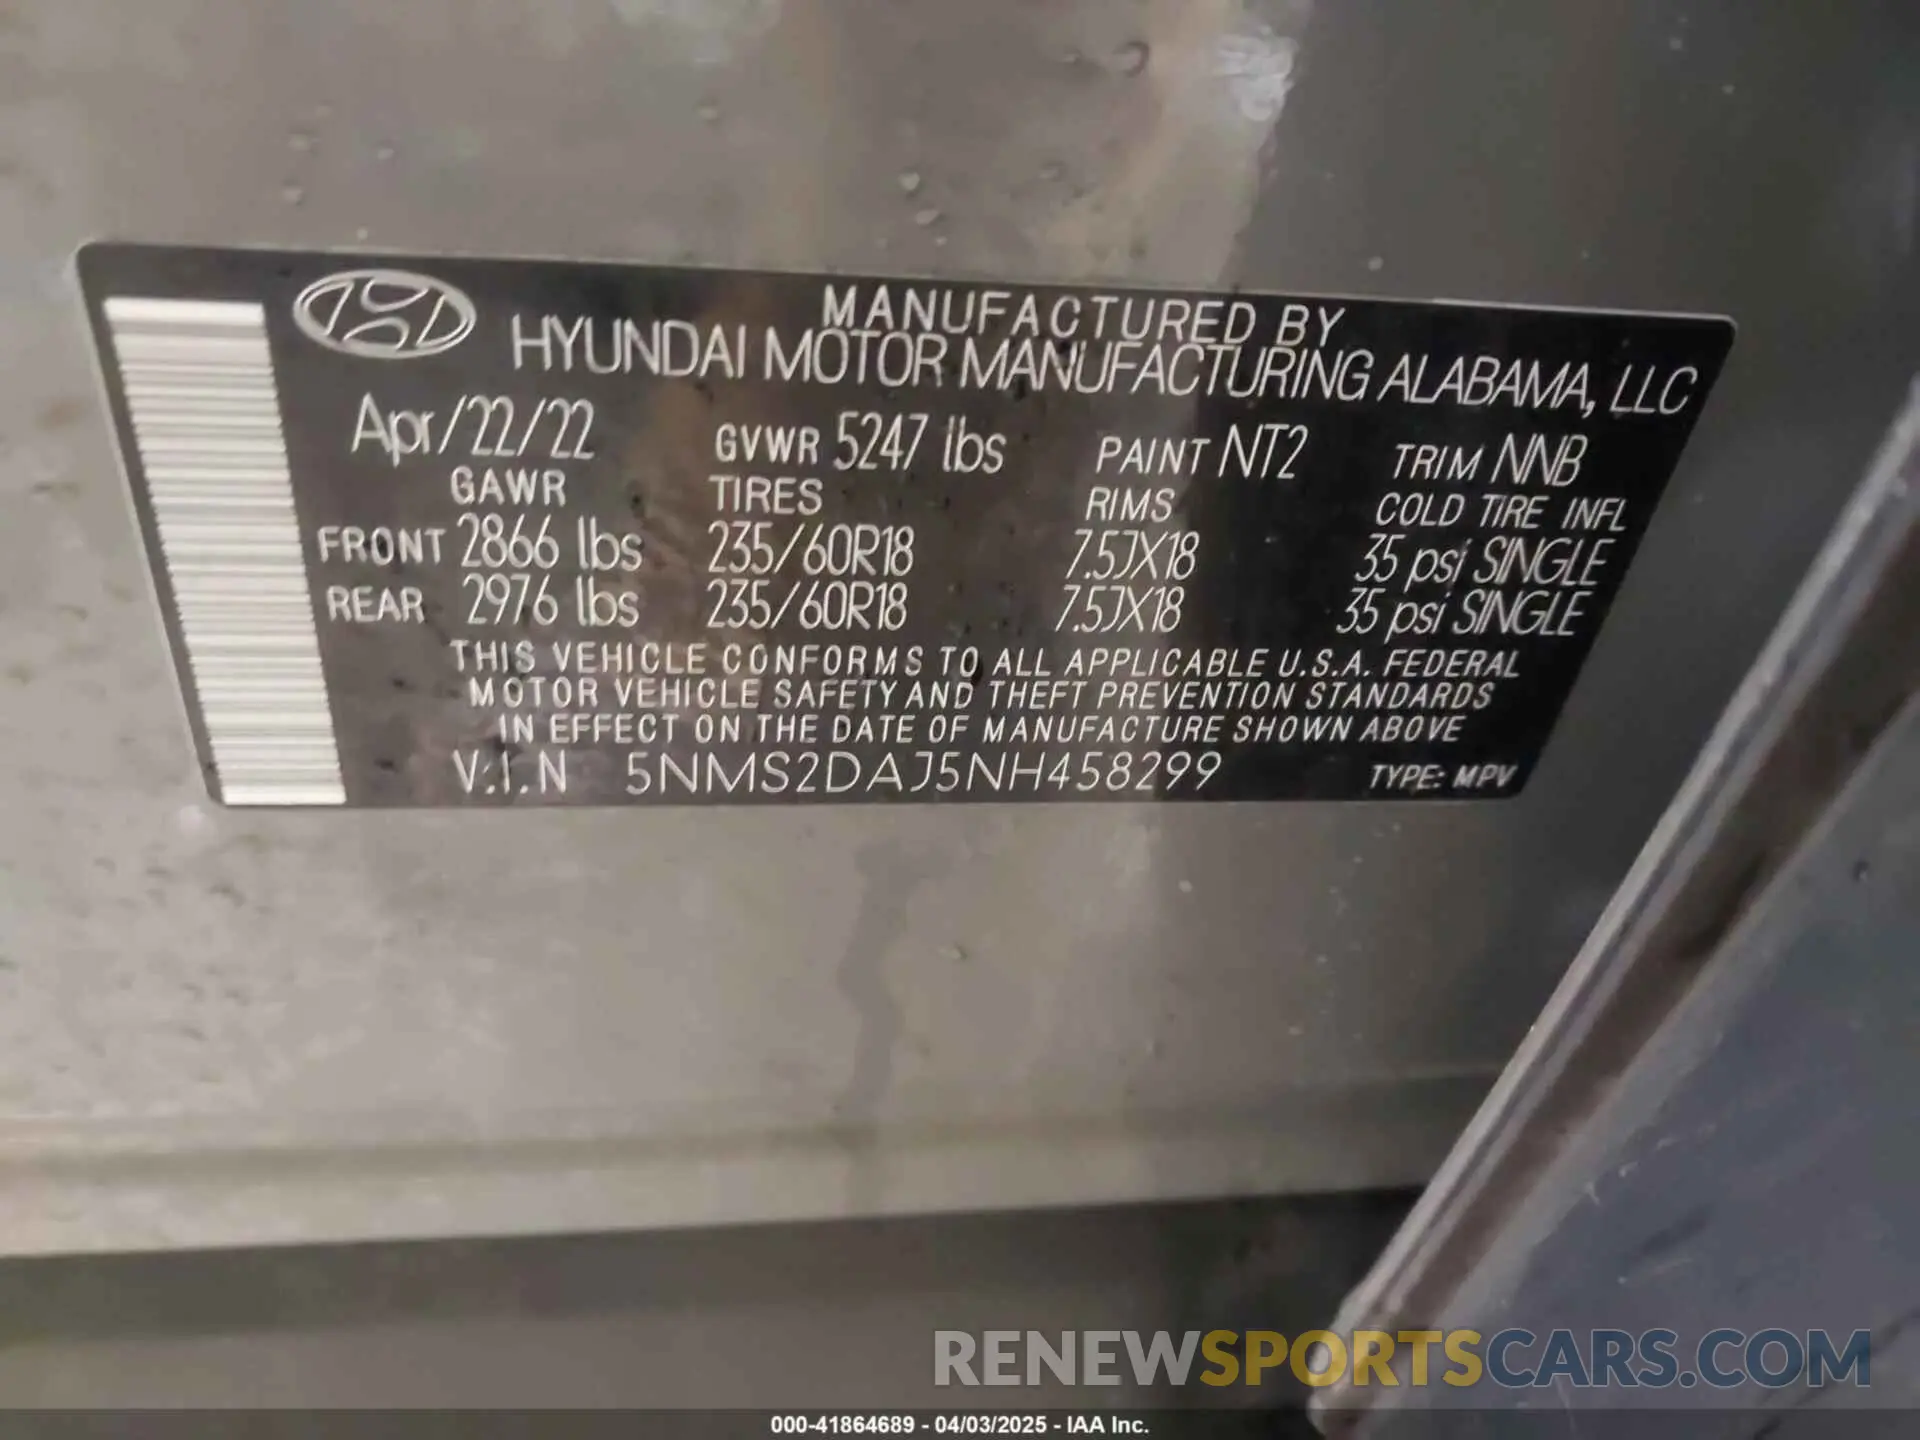 MANUFACTURED BY
HYUNDAI MOTOR MANUFACTURING ALABAMA, LLC
Apr/22/22 GVWR 5247 lbs PAINT NT2 TRIM NNB
GAWR TIRES RIMS COLD TIRE INFL
FRONT 2866 lbs 235/60R18 7.5JX18 35 psi SINGLE
REAR 2976 lbs 235/60R18 7.5JX18 35 psi SINGLE
THIS VEHICLE CONFORMS TO ALL APPLICABLE U.S.A. FEDERAL
MOTOR VEHICLE SAFETY AND THEFT PREVENTION STANDARDS
IN EFFECT ON THE DATE OF MANUFACTURE SHOWN ABOVE
V.I.N 5NMS2DAJ5NH458299 TYPE: MPV
RENEWSPORTSCARS.COM
000-41864689 - 04/03/2025 - IAA Inc.